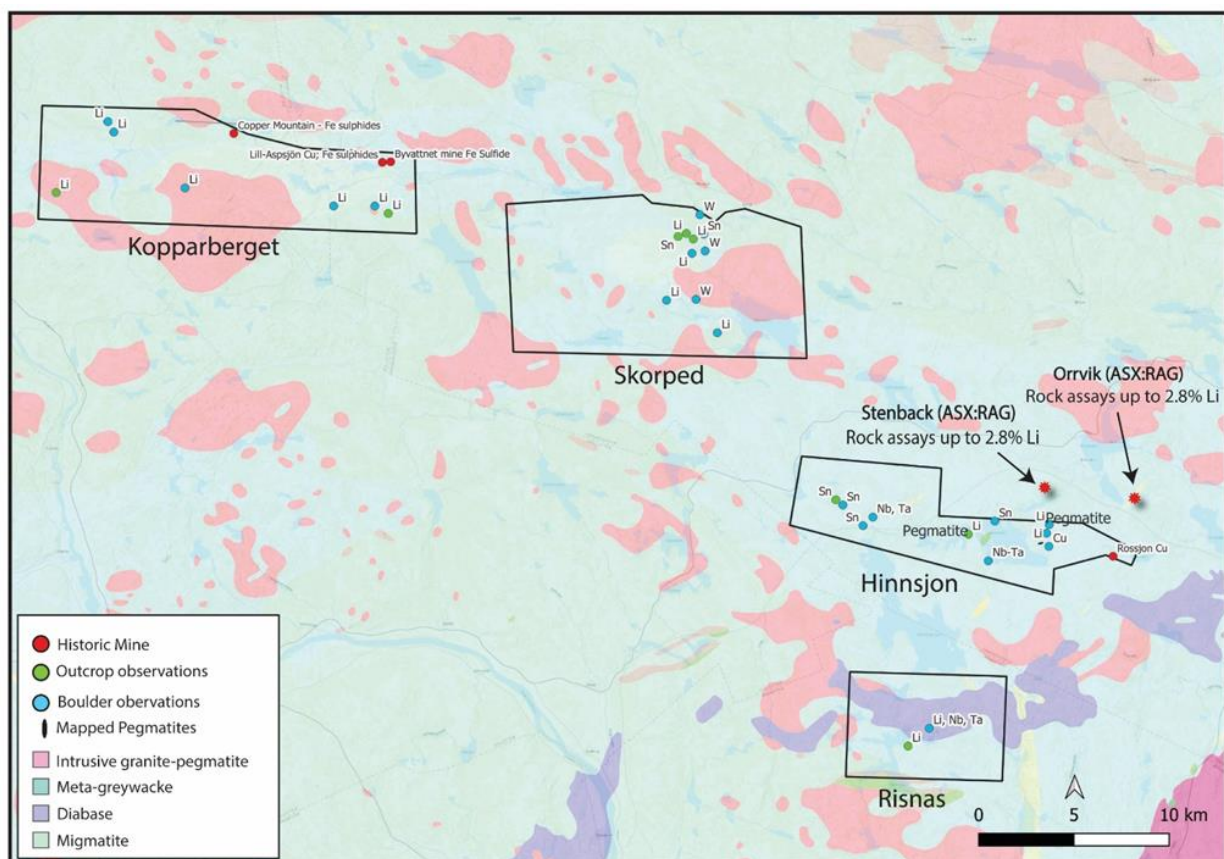 Li
Li
Copper Mountain - Fe sulphides
Lill-Aspsjön Cu; Fe sulphides
Byvattnet mine Fe Sulfide
Li
Li
Li
Li
Li
Kopparberget
W
Li
Sn
Li
Sn
W
Li
Li
W
Li
Skorped
Orrvik (ASX:RAG)
Rock assays up to 2.8% Li
Stenback (ASX:RAG)
Rock assays up to 2.8% Li
Sn
Sn
Nb, Ta
Sn
Sn
Li
Pegmatite
Pegmatite
Li
Li
Cu
Nb-Ta
Rossjon Cu
Hinnsjon
Li, Nb, Ta
Li
Risnas
Historic Mine
Outcrop observations
Boulder obervations
Mapped Pegmatites
Intrusive granite-pegmatite
Meta-greywacke
Diabase
Migmatite
0
5
10 km